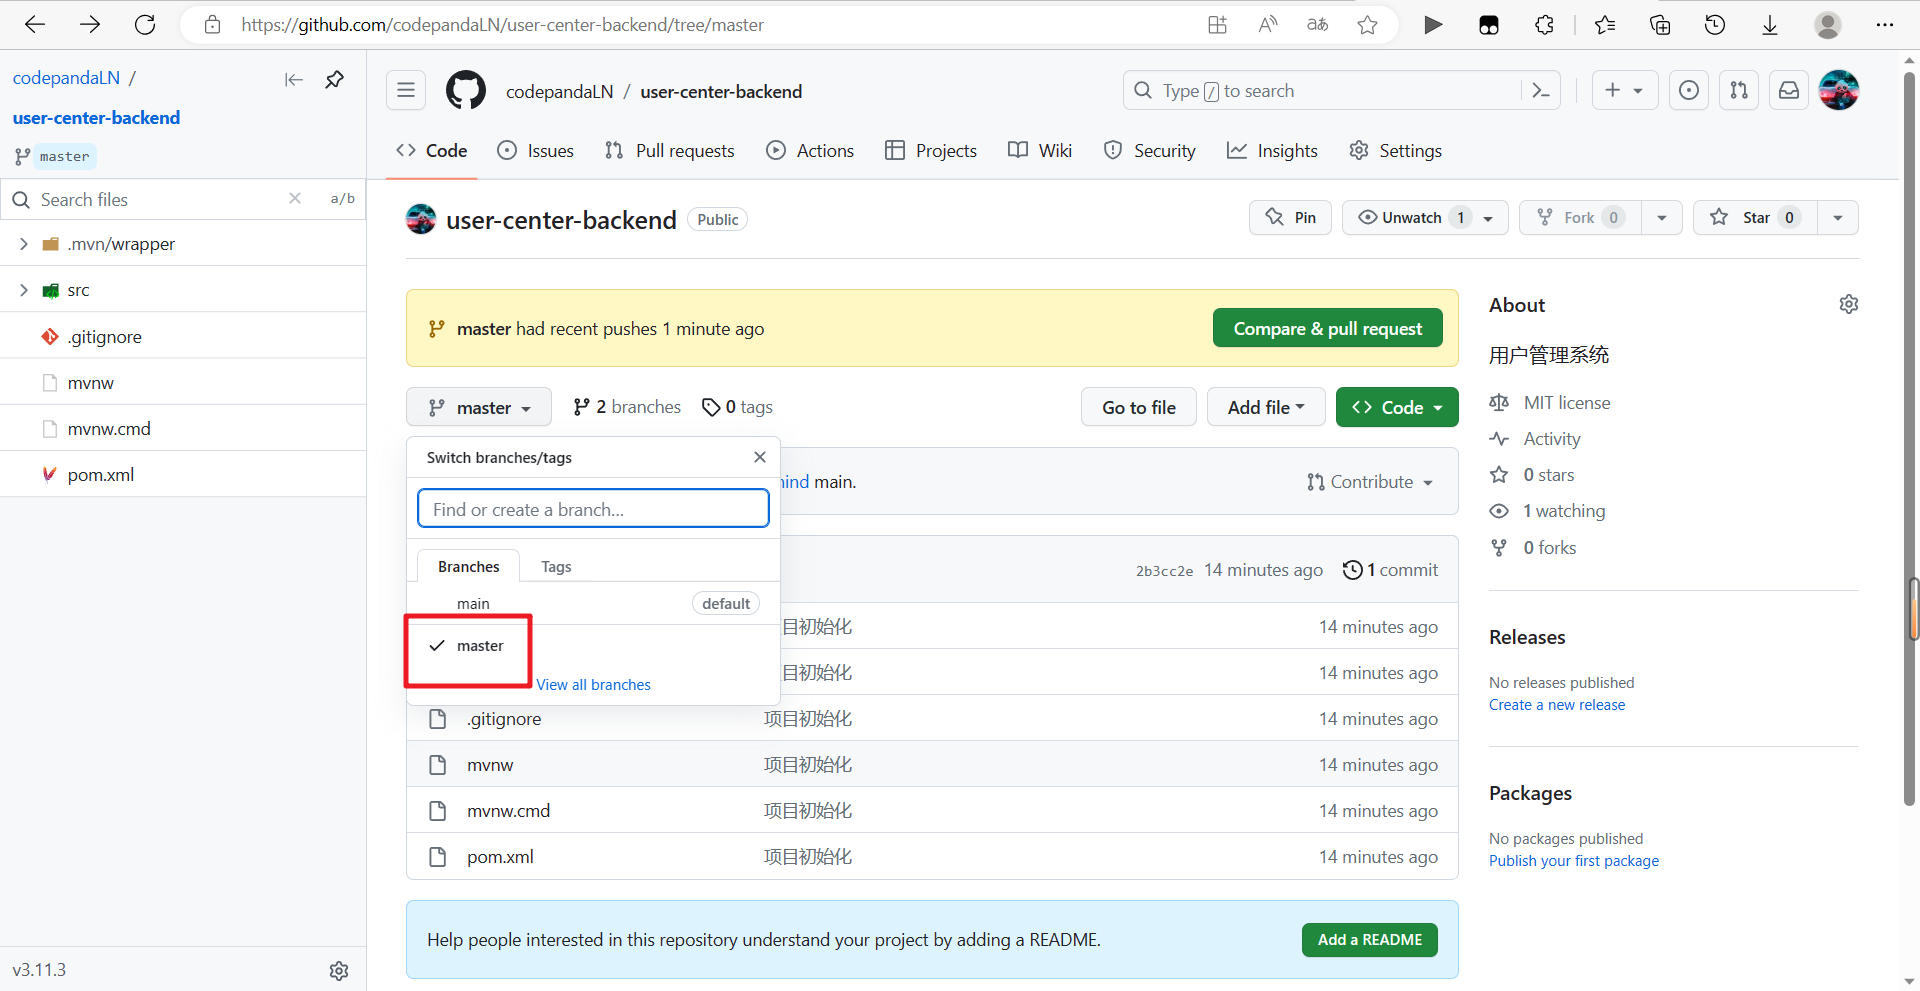 https://github.com/codepandaLN/user-center-backend/tree/master
codepandaLN /
user-center-backend
master
Search files
a/b
.mvn/wrapper
src
.gitignore
mvnw
mvnw.cmd
pom.xml
v3.11.3
codepandaLN / user-center-backend
Type / to search
Code
Issues
Pull requests
Actions
Projects
Wiki
Security
Insights
Settings
user-center-backend Public
Pin
Unwatch 1
Fork 0
Star 0
master had recent pushes 1 minute ago
Compare & pull request
master
2 branches
0 tags
Go to file
Add file
Code
Switch branches/tags
Find or create a branch...
Branches
Tags
main default
master
View all branches
main.
Contribute
2b3cc2e 14 minutes ago 1 commit
目初始化 14 minutes ago
目初始化 14 minutes ago
.gitignore 项目初始化 14 minutes ago
mvnw 项目初始化 14 minutes ago
mvnw.cmd 项目初始化 14 minutes ago
pom.xml 项目初始化 14 minutes ago
Help people interested in this repository understand your project by adding a README.
Add a README
About
用户管理系统
MIT license
Activity
0 stars
1 watching
0 forks
Releases
No releases published
Create a new release
Packages
No packages published
Publish your first package